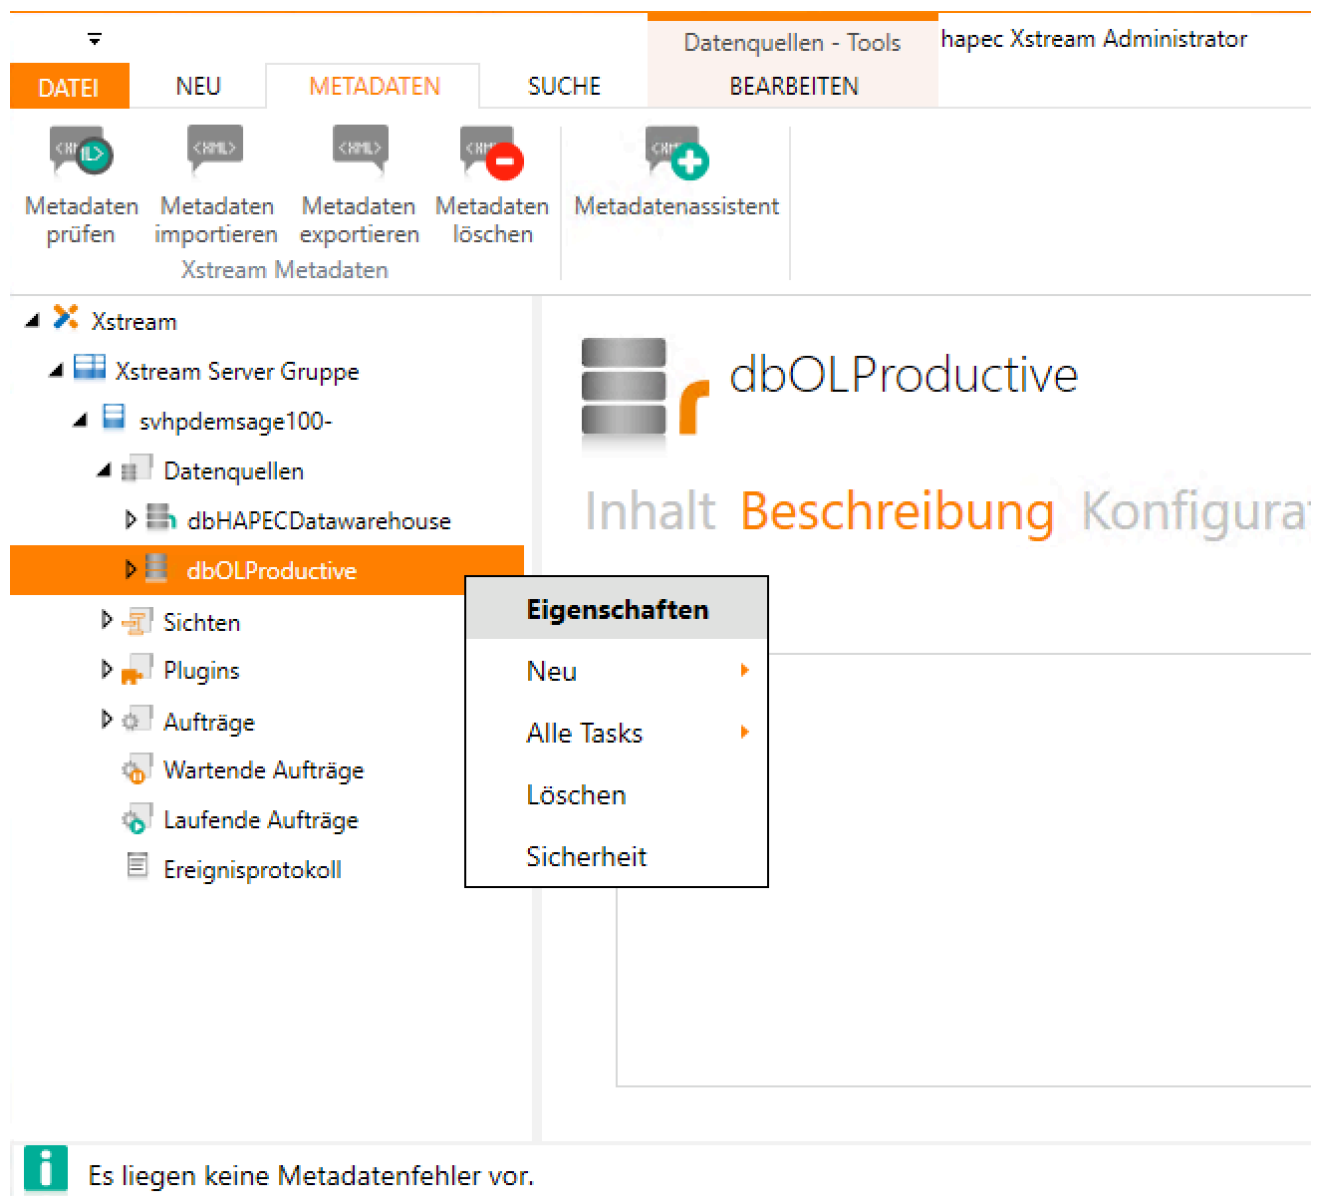 Datenquellen - Tools hapec Xstream Administrator
DATEI NEU METADATEN SUCHE BEARBEITEN
<XML> <XML>
Metadaten prüfen
Metadaten importieren
Metadaten exportieren
Metadaten löschen
Metadatenassistent
Xstream Metadaten
Xstream
Xstream Server Gruppe
svhpdemsage100-
Datenquellen
dbHAPECDatawarehouse
dbOLProductive
Sichten
Plugins
Aufträge
Wartende Aufträge
Laufende Aufträge
Ereignisprotokoll
dbOLProductive
Inhalt Beschreibung Konfigura
Eigenschaften
Neu
Alle Tasks
Löschen
Sicherheit
Es liegen keine Metadatenfehler vor.